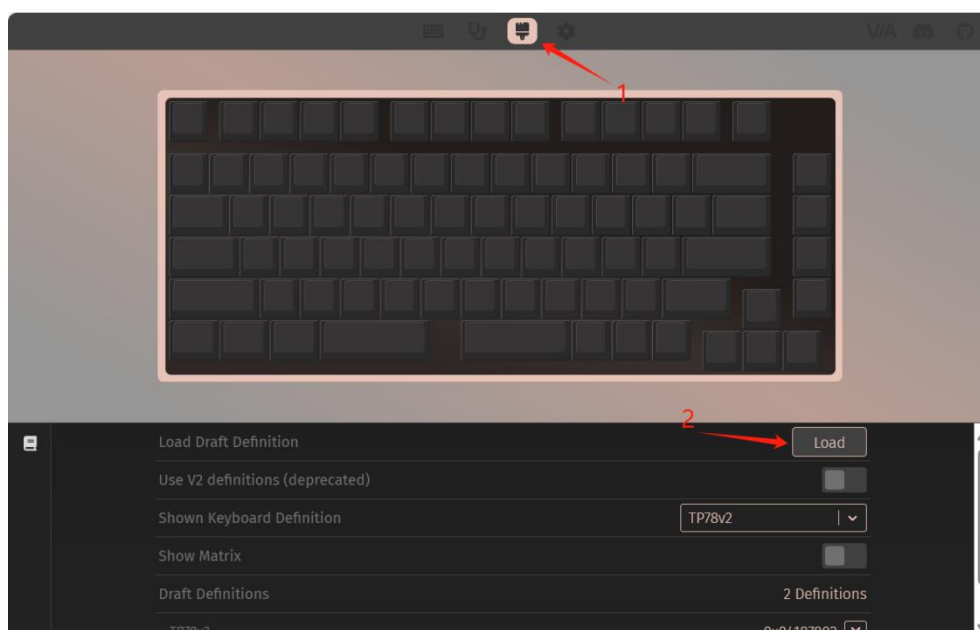 VIA
1
2
Load Draft Definition Load
Use V2 definitions (deprecated)
Shown Keyboard Definition TP78v2
Show Matrix
Draft Definitions 2 Definitions